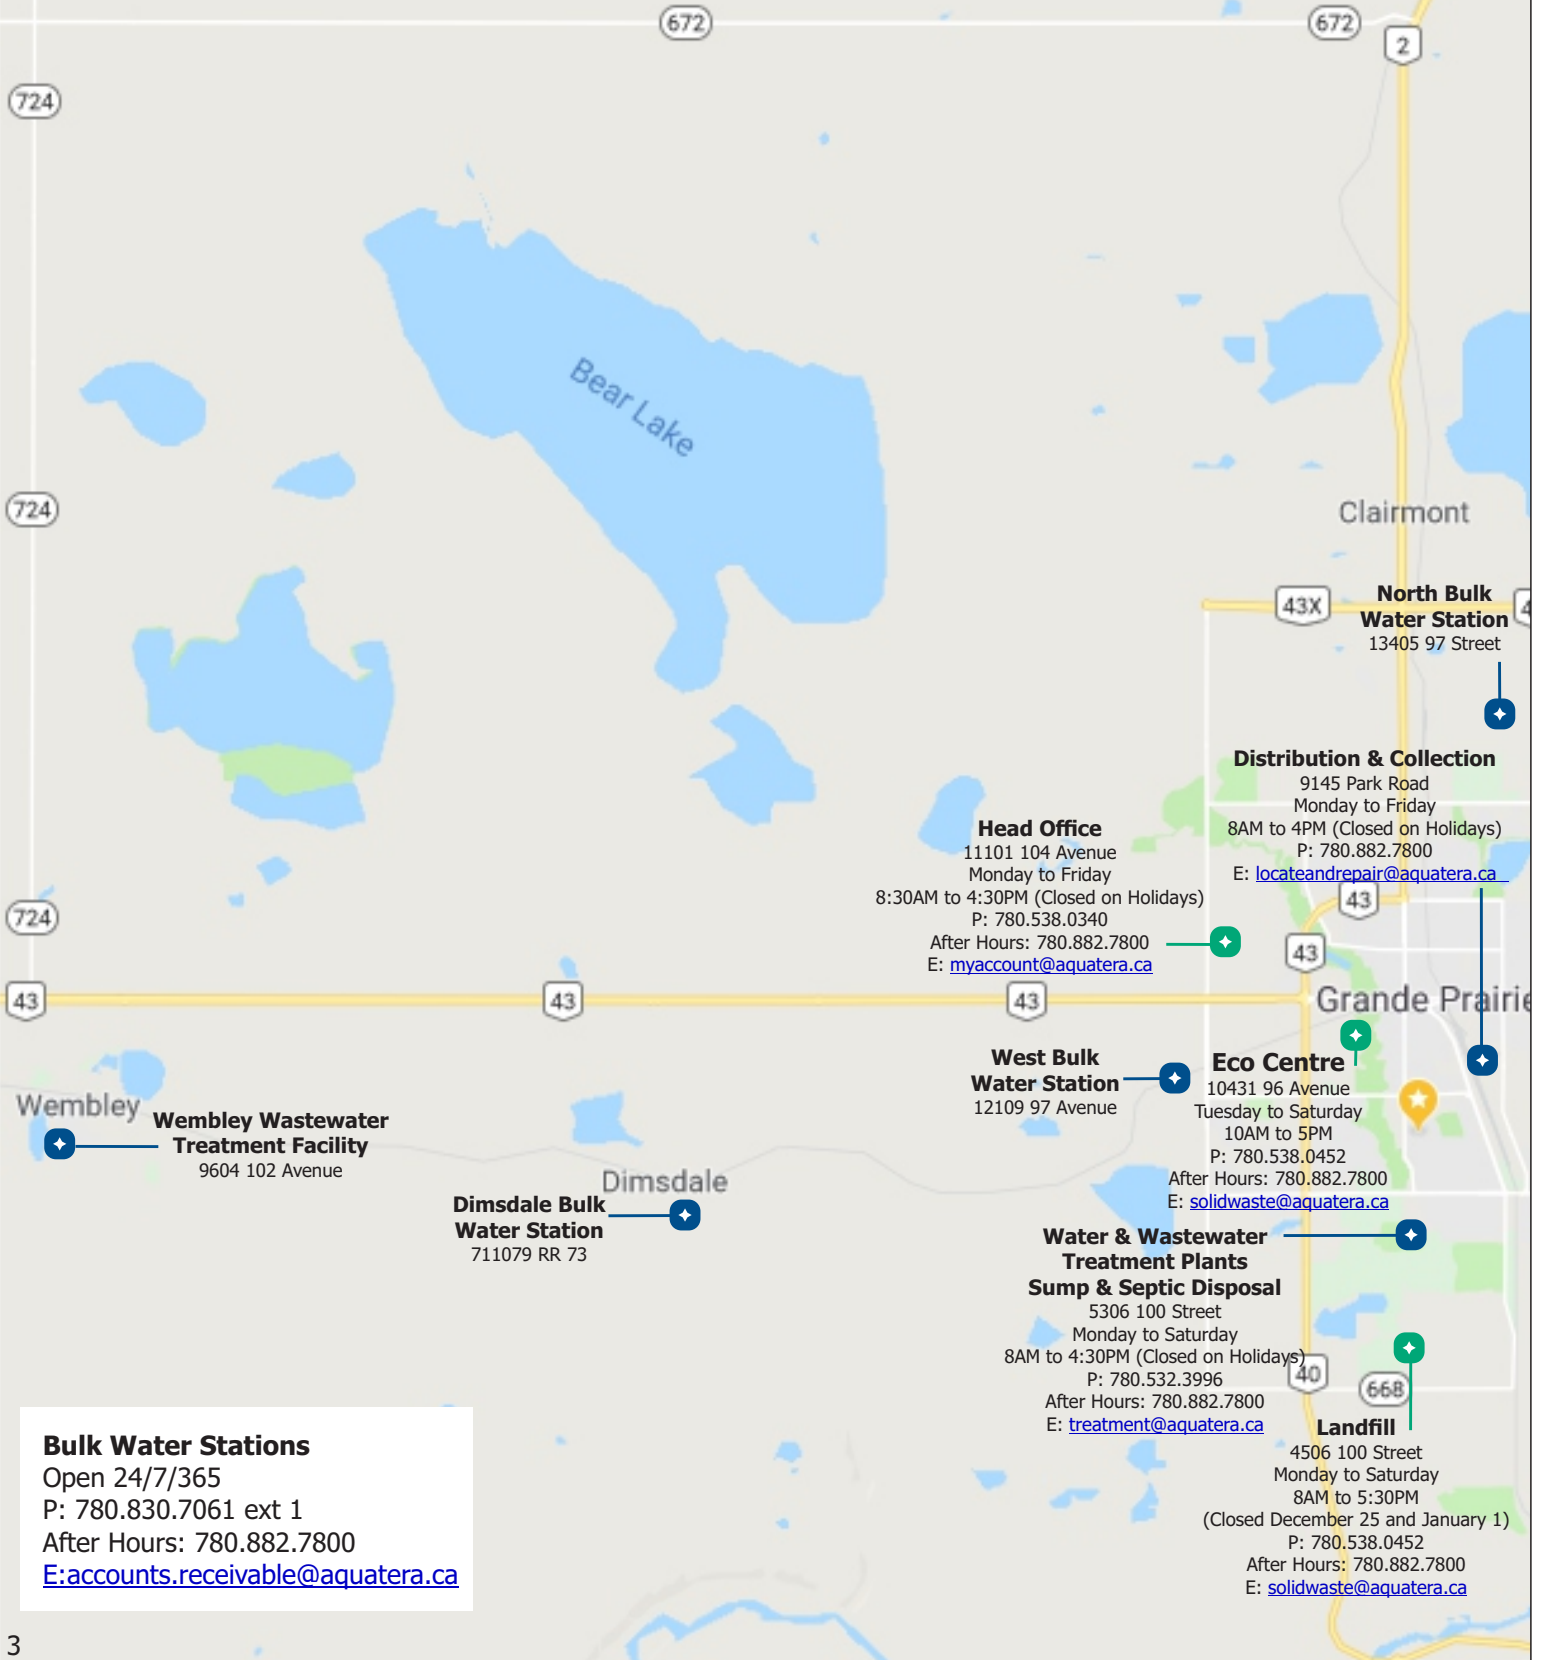 672
672
2
724
Bear Lake
724
Clairmont
43X
4
North Bulk
Water Station
13405 97 Street
Distribution & Collection
9145 Park Road
Monday to Friday
8AM to 4PM (Closed on Holidays)
P: 780.882.7800
E: locateandrepair@aquatera.ca
Head Office
11101 104 Avenue
Monday to Friday
8:30AM to 4:30PM (Closed on Holidays)
P: 780.538.0340
After Hours: 780.882.7800
E: myaccount@aquatera.ca
43
724
43
43
43
43
Grande Prairie
West Bulk
Water Station
12109 97 Avenue
Eco Centre
10431 96 Avenue
Tuesday to Saturday
10AM to 5PM
P: 780.538.0452
After Hours: 780.882.7800
E: solidwaste@aquatera.ca
Wembley
Wembley Wastewater
Treatment Facility
9604 102 Avenue
Dimsdale
Dimsdale Bulk
Water Station
711079 RR 73
Water & Wastewater
Treatment Plants
Sump & Septic Disposal
5306 100 Street
Monday to Saturday
8AM to 4:30PM (Closed on Holidays)
P: 780.532.3996
After Hours: 780.882.7800
E: treatment@aquatera.ca
40
668
Landfill
4506 100 Street
Monday to Saturday
8AM to 5:30PM
(Closed December 25 and January 1)
P: 780.538.0452
After Hours: 780.882.7800
E: solidwaste@aquatera.ca
Bulk Water Stations
Open 24/7/365
P: 780.830.7061 ext 1
After Hours: 780.882.7800
E:accounts.receivable@aquatera.ca
3